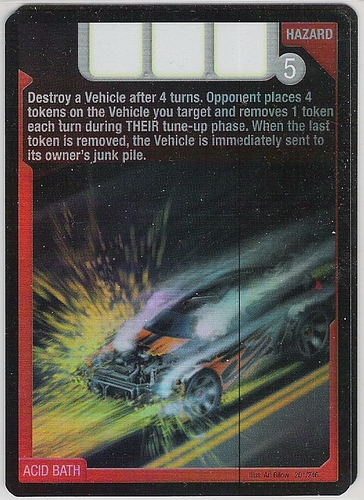 HAZARD
5
Destroy a Vehicle after 4 turns. Opponent places 4
tokens on the Vehicle you target and removes 1 token
each turn during THEIR tune-up phase. When the last
token is removed, the Vehicle is immediately sent to
its owner's junk pile.
ACID BATH
Illus.